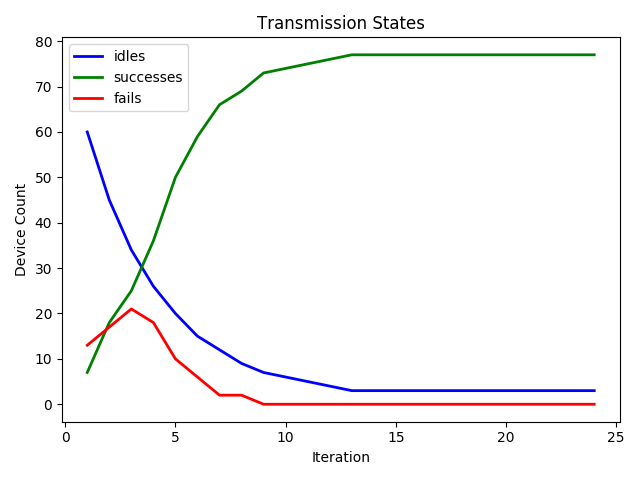 Transmission States
idles
successes
fails
Device Count
80
70
60
50
40
30
20
10
0
0 5 10 15 20 25
Iteration